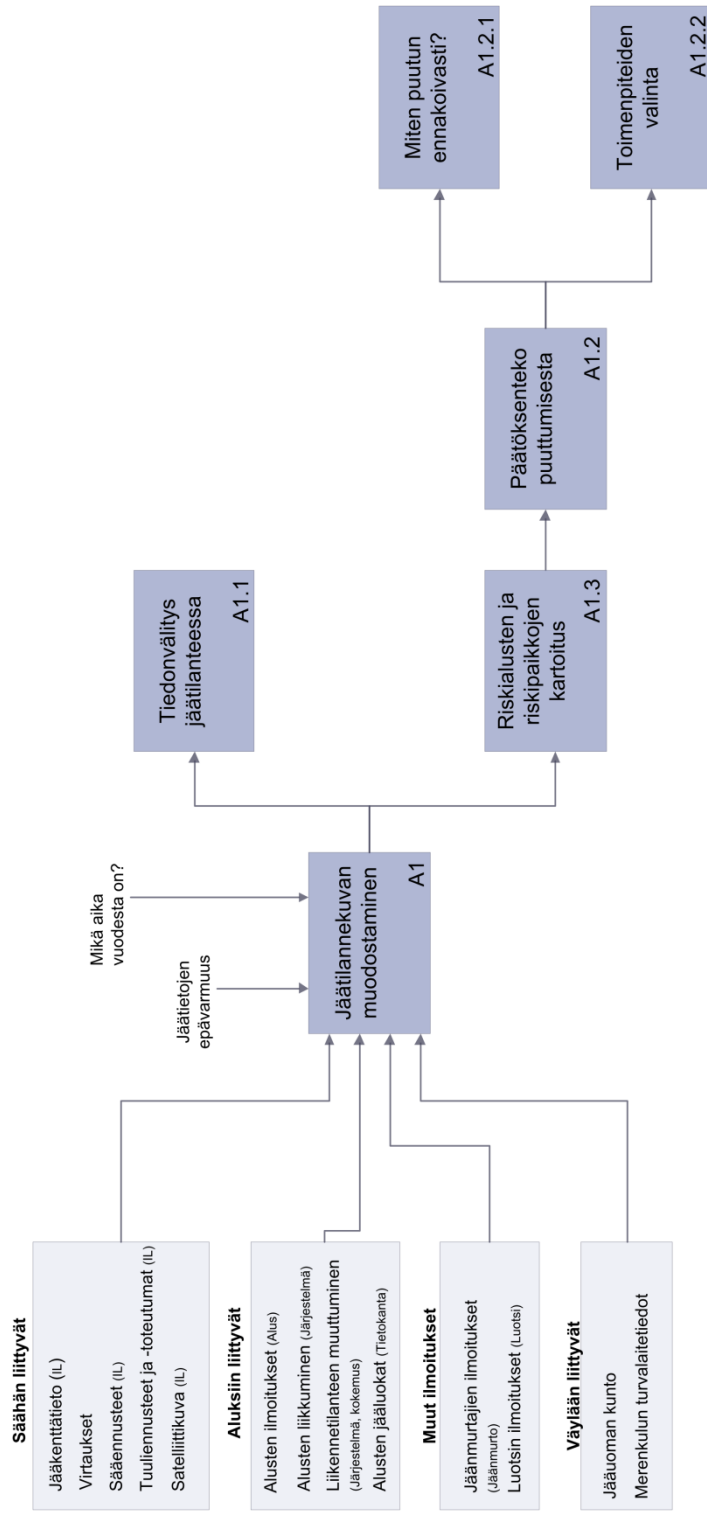 Säähän liittyvät
Jääkenttätieto (IL)
Virtaukset
Sääennusteet (IL)
Tuuliennusteet ja -toteutumat (IL)
Satelliittikuva (IL)
Aluksiin liittyvät
Alusten ilmoitukset (Alus)
Alusten liikkuminen (Järjestelmä)
Liikennetilanteen muuttuminen
(Järjestelmä, kokemus)
Alusten jääluokat (Tietokanta)
Muut ilmoitukset
Jäänmurtajien ilmoitukset
(Jäänmurto)
Luotsin ilmoitukset (Luotsi)
Väylään liittyvät
Jääuoman kunto
Merenkulun turvalaitetiedot
Jäätietojen
epävarmuus
Mikä aika
vuodesta on?
Jäätilannekuvan
muodostaminen
A1
Tiedonvälitys
jäätilanteessa
A1.1
Riskialusten ja
riskipaikkojen
kartoitus
A1.3
Päätöksenteko
puuttumisesta
A1.2
Miten puutun
ennakoivasti?
A1.2.1
Toimenpiteiden
valinta
A1.2.2